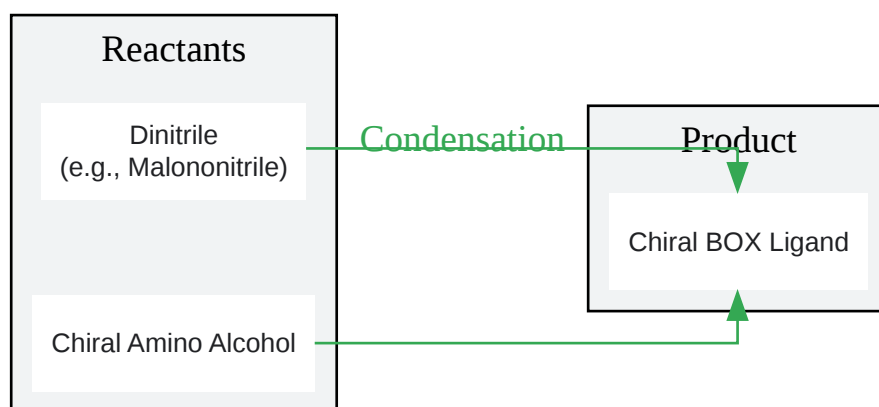 Reactants
Dinitrile
(e.g., Malononitrile)
Condensation
Product
Chiral BOX Ligand
Chiral Amino Alcohol